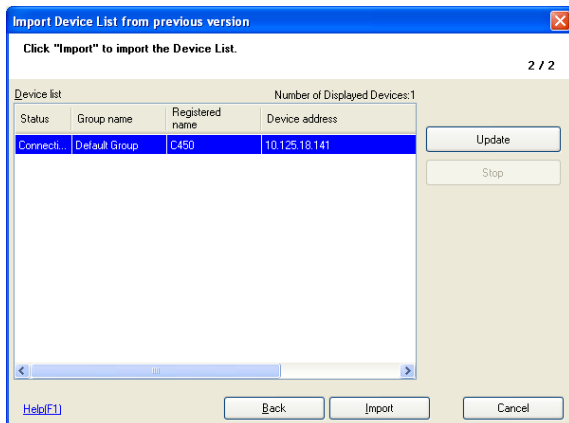 Import Device List from previous version
Click "Import" to import the Device List.
2 / 2
Device list
Number of Displayed Devices:1
Status Group name Registered name Device address
Connecti... Default Group C450 10.125.18.141
Update
Stop
Help(F1)
Back
Import
Cancel